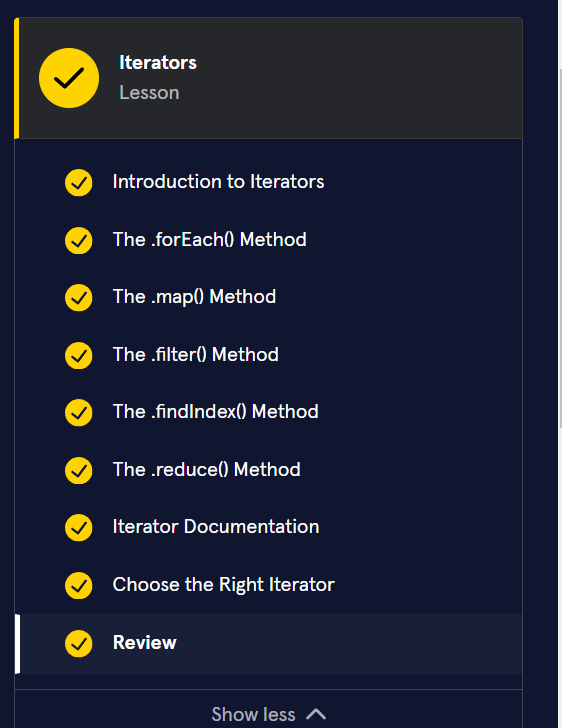 Iterators
Lesson
Introduction to Iterators
The .forEach() Method
The .map() Method
The .filter() Method
The .findIndex() Method
The .reduce() Method
Iterator Documentation
Choose the Right Iterator
Review
Show less